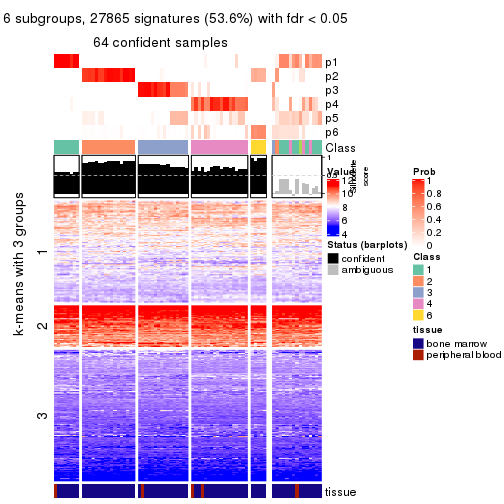 6 subgroups, 27865 signatures (53.6%) with fdr < 0.05
64 confident samples
p1
p2
p3
p4
p5
p6
Class
1
0.5
0
Silhouette
score
k-means with 3 groups
1
2
3
Value
12
10
8
6
4
Status (barplots)
confident
ambiguous
Prob
1
0.8
0.6
0.4
0.2
0
Class
1
2
3
4
6
tissue
bone marrow
peripheral blood
tissue